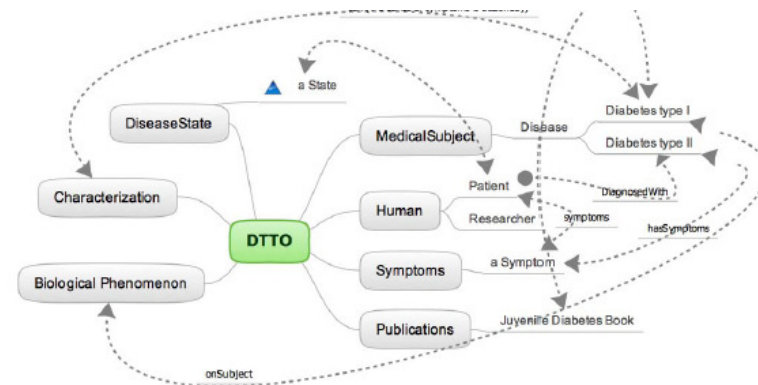 a State
DiseaseState
Diabetes type I
MedicalSubject
Disease
Diabetes type II
Characterization
Patient
DiagnosedWith
Human
Researcher
symptoms
hasSymptoms
DTTO
Symptoms
a Symptom
Biological Phenomenon
Publications
Juvenile Diabetes Book
onSubject